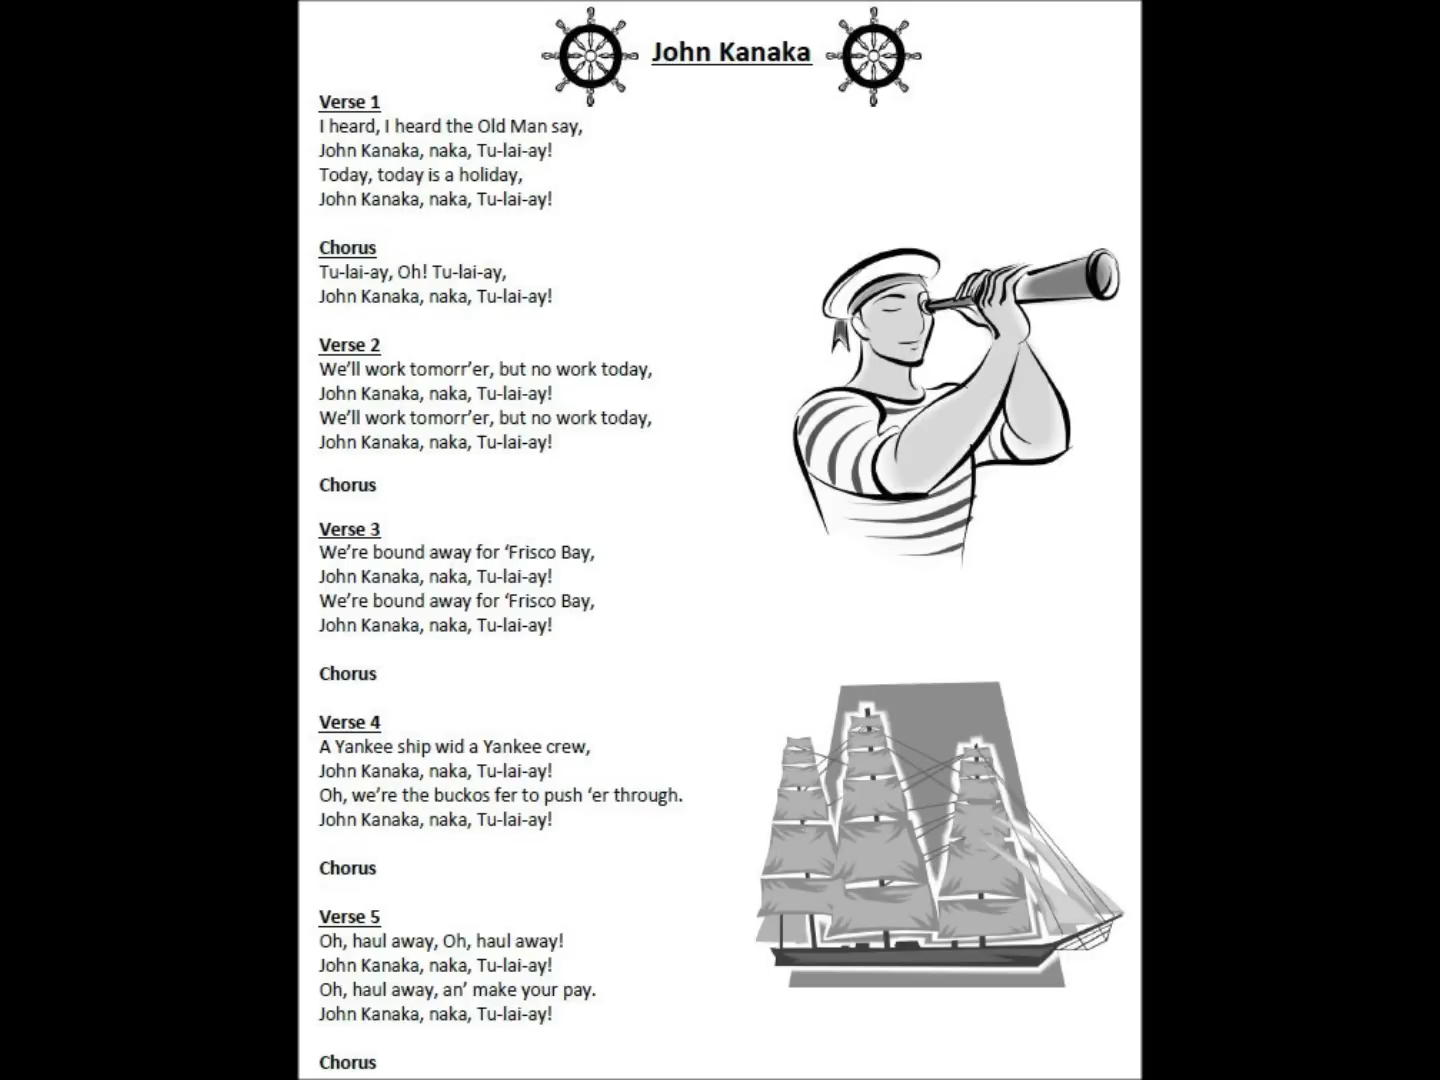 John Kanaka
Verse 1
I heard, I heard the Old Man say,
John Kanaka, naka, Tu-lai-ay!
Today, today is a holiday,
John Kanaka, naka, Tu-lai-ay!
Chorus
Tu-lai-ay, Oh! Tu-lai-ay,
John Kanaka, naka, Tu-lai-ay!
Verse 2
We’ll work tomorr’er, but no work today,
John Kanaka, naka, Tu-lai-ay!
We’ll work tomorr’er, but no work today,
John Kanaka, naka, Tu-lai-ay!
Chorus
Verse 3
We’re bound away for ‘Frisco Bay,
John Kanaka, naka, Tu-lai-ay!
We’re bound away for ‘Frisco Bay,
John Kanaka, naka, Tu-lai-ay!
Chorus
Verse 4
A Yankee ship wid a Yankee crew,
John Kanaka, naka, Tu-lai-ay!
Oh, we’re the buckos fer to push ‘er through.
John Kanaka, naka, Tu-lai-ay!
Chorus
Verse 5
Oh, haul away, Oh, haul away!
John Kanaka, naka, Tu-lai-ay!
Oh, haul away, an’ make your pay.
John Kanaka, naka, Tu-lai-ay!
Chorus